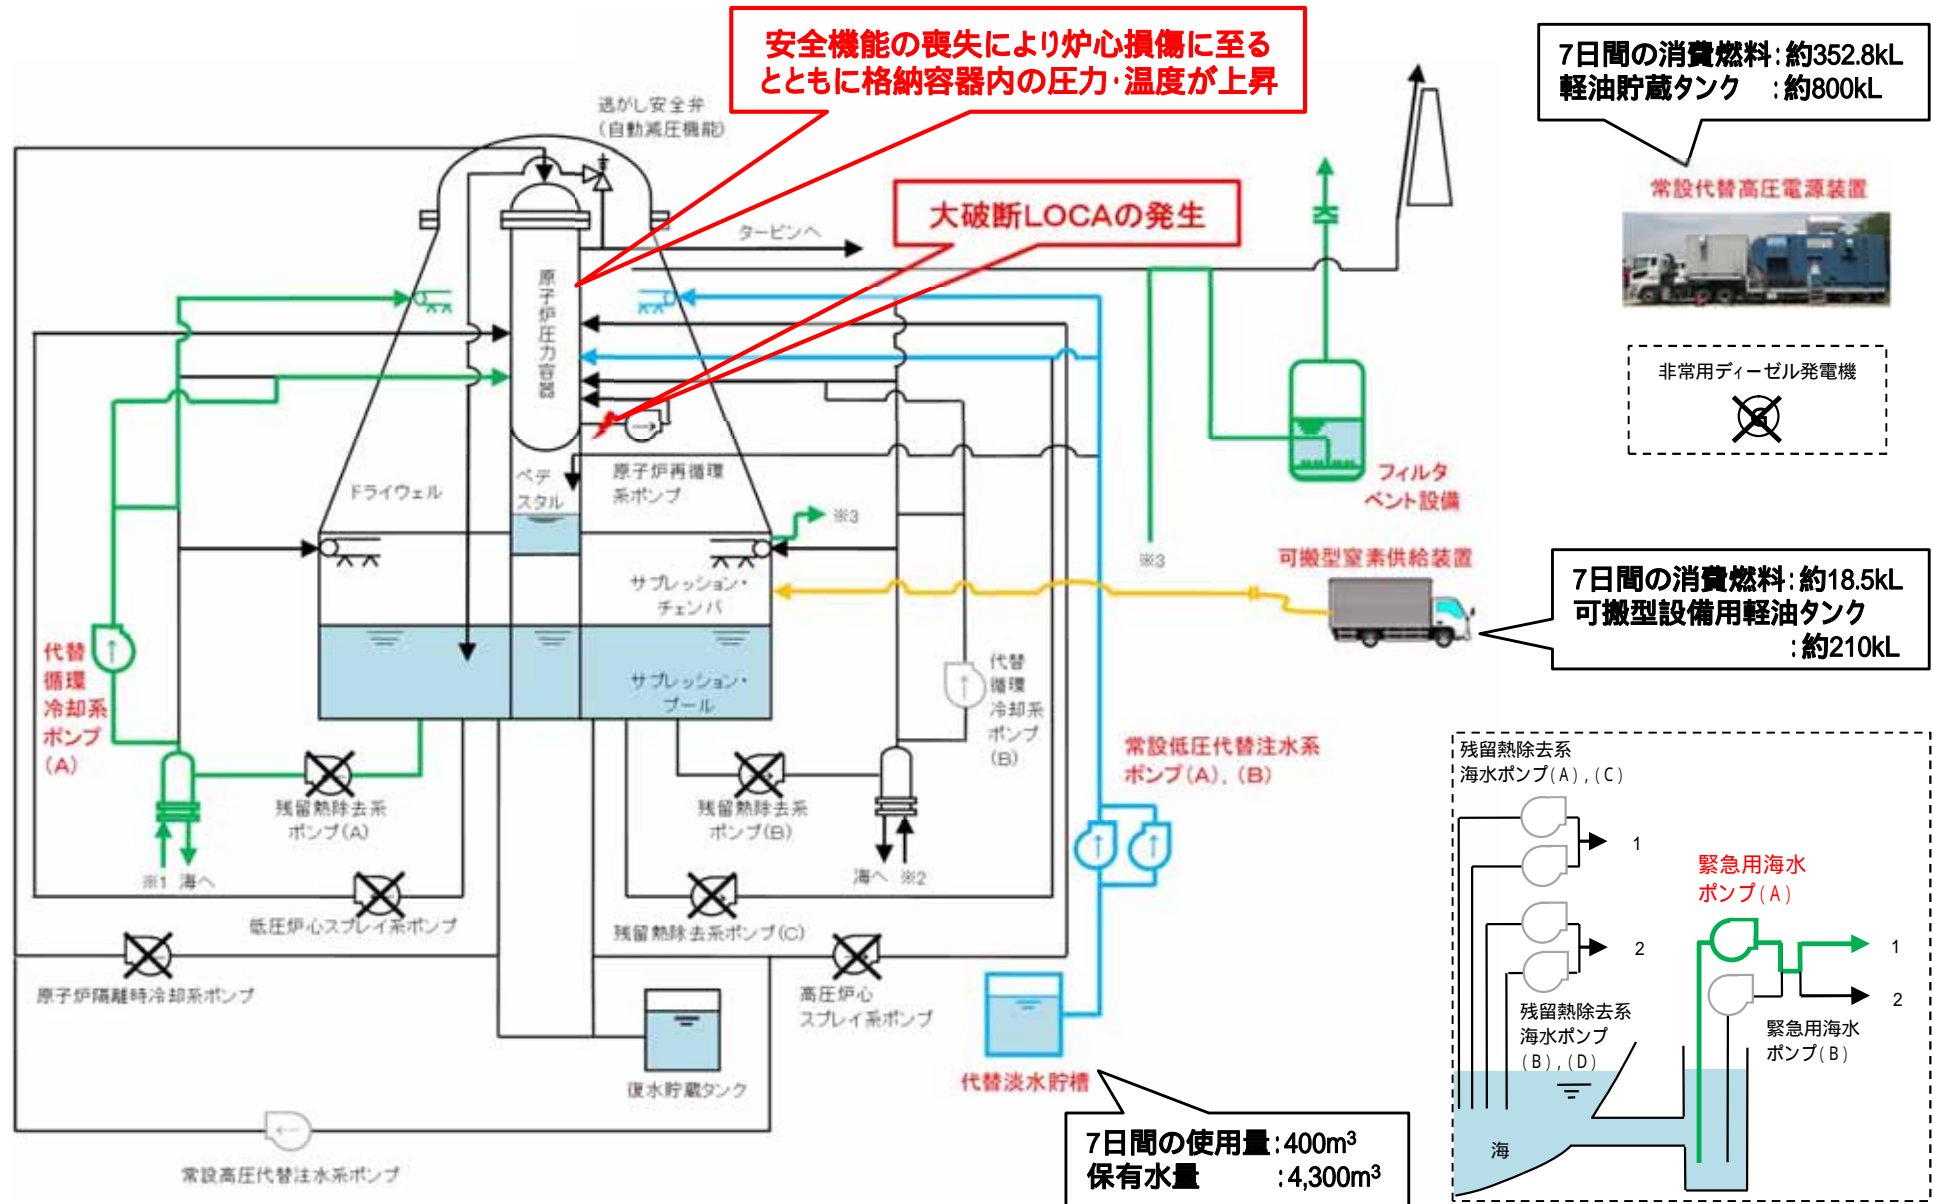 安全機能の喪失により炉心損傷に至る
とともに格納容器内の圧力・温度が上昇
7日間の消費燃料:約352.8kL
軽油貯蔵タンク :約800kL
逃がし安全弁
(自動減圧機能)
常設代替高圧電源装置
大破断LOCAの発生
タービンへ
原子炉圧力容器
非常用ディーゼル発電機
G
フィルタ
ベント設備
ドライウェル
ペデ
スタル
原子炉再循環
系ポンプ
※3
※3
可搬型窒素供給装置
7日間の消費燃料:約18.5kL
可搬型設備用軽油タンク
:約210kL
サプレッション・
チェンバ
サプレッション・
プール
代替
循環
冷却系
ポンプ
(A)
代替
循環
冷却系
ポンプ
(B)
常設低圧代替注水系
ポンプ(A),(B)
残留熱除去系
ポンプ(A)
残留熱除去系
ポンプ(B)
※1 海へ
海へ ※2
低圧炉心スプレイ系ポンプ
残留熱除去系ポンプ(C)
原子炉隔離時冷却系ポンプ
高圧炉心
スプレイ系ポンプ
復水貯蔵タンク
代替淡水貯槽
7日間の使用量:400m³
保有水量 :4,300m³
常設高圧代替注水系ポンプ
残留熱除去系
海水ポンプ(A),(C)
1
2
残留熱除去系
海水ポンプ
(B),(D)
緊急用海水
ポンプ(A)
1
2
緊急用海水
ポンプ(B)
海